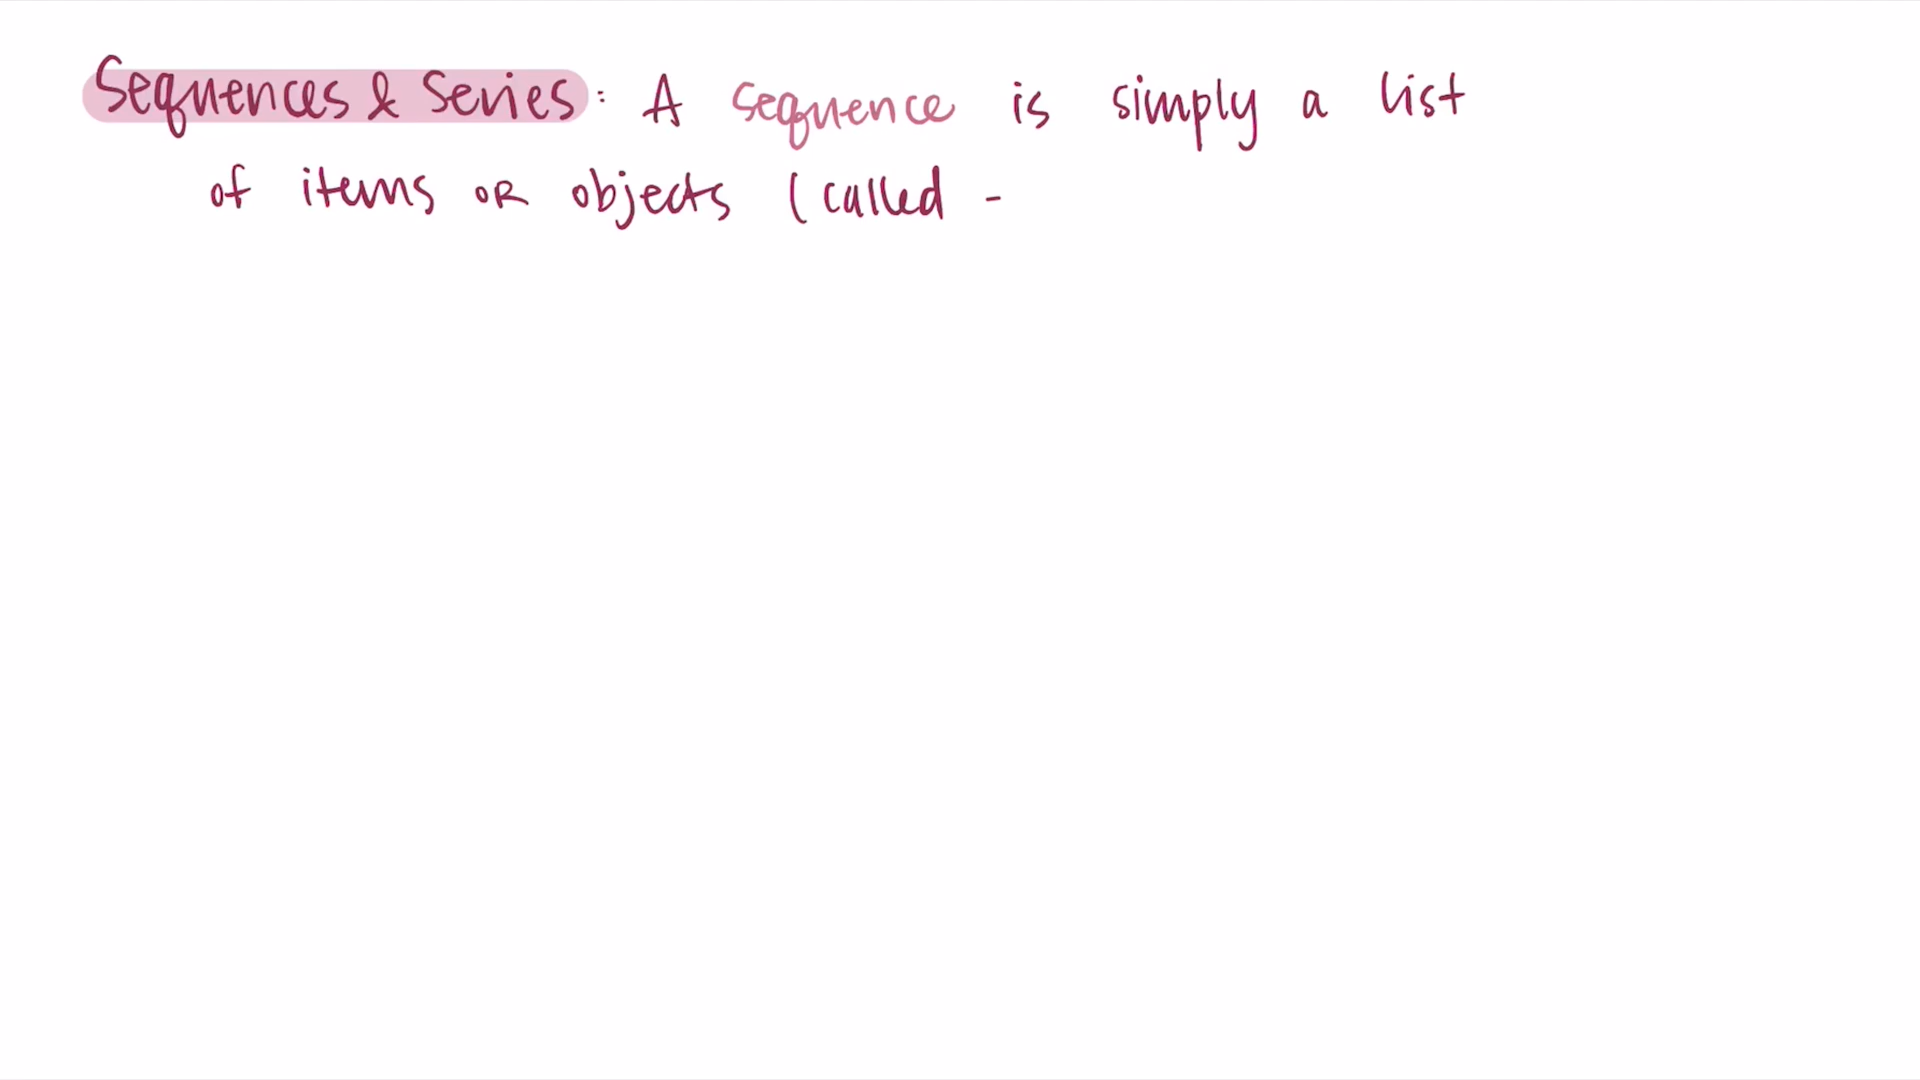 Sequences & Series: A sequence is simply a list
of items OR objects (called -